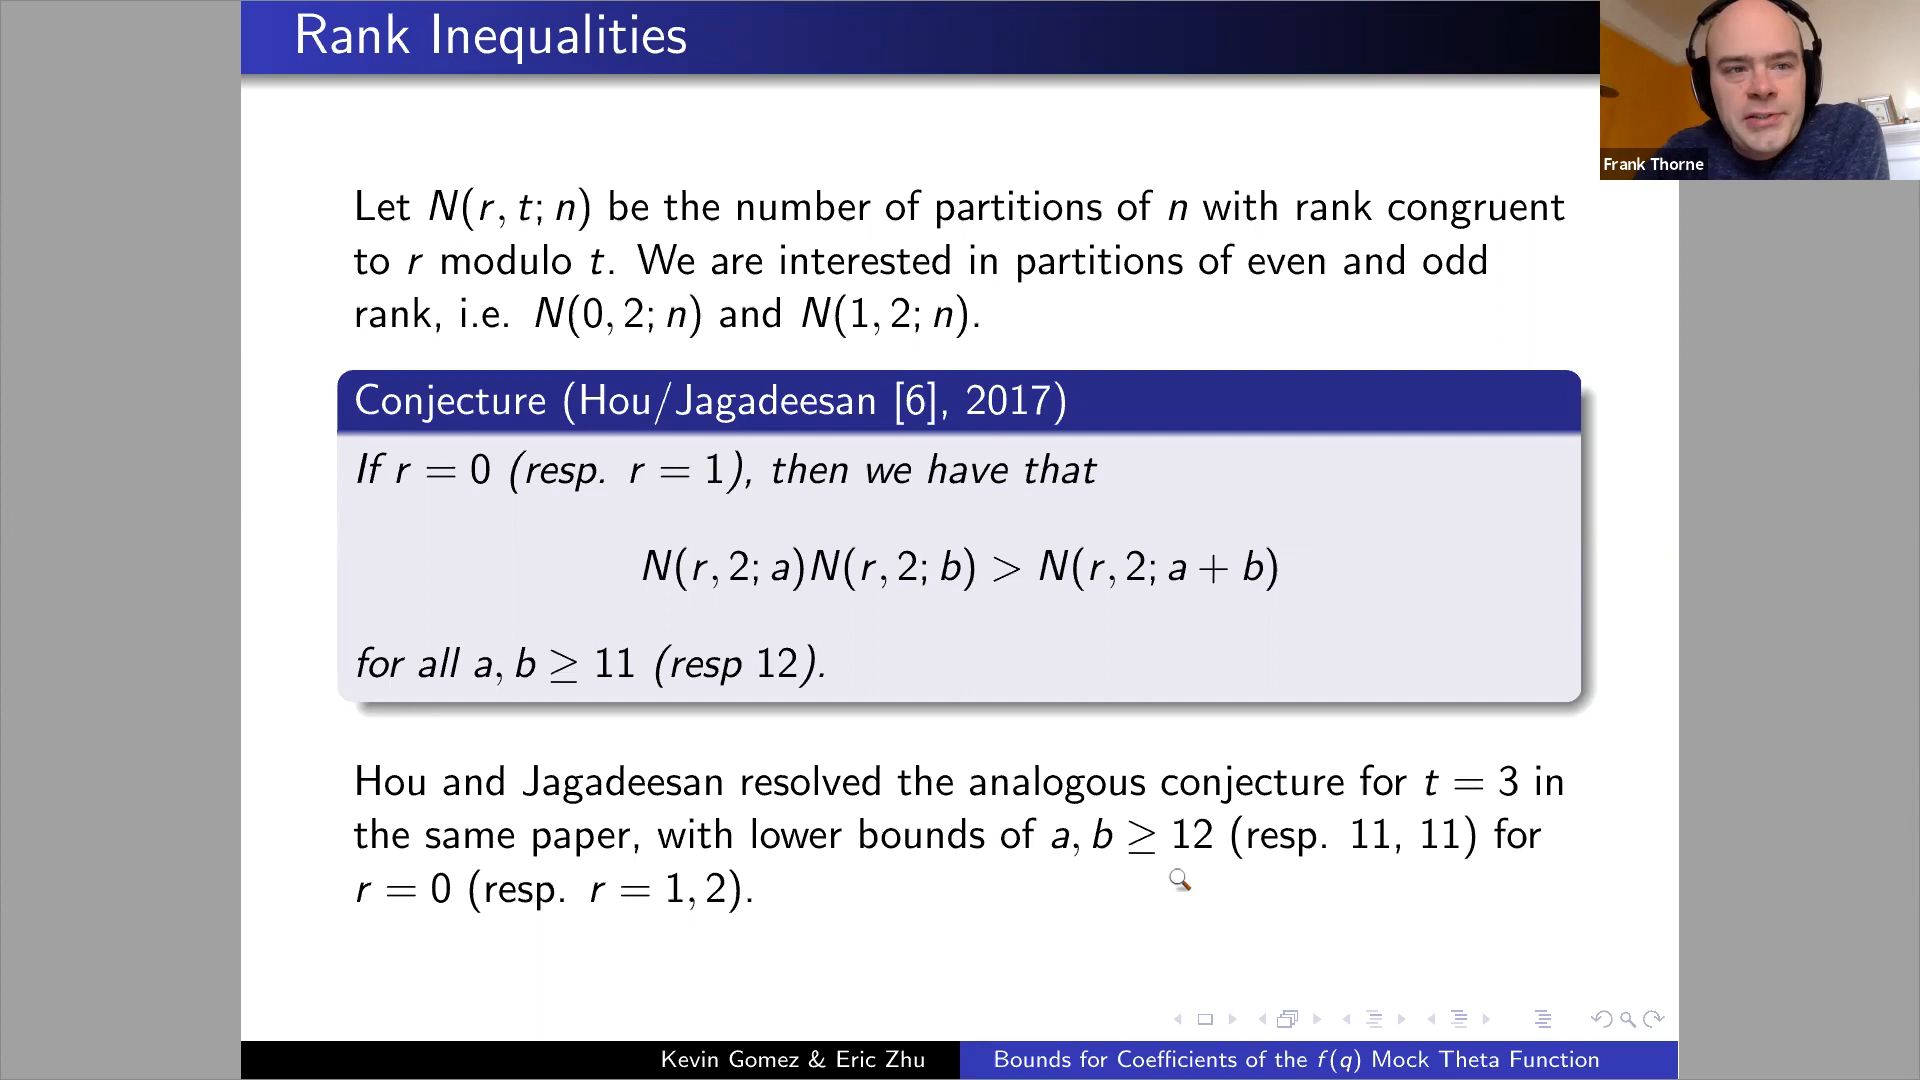 Rank Inequalities
Frank Thorne
Let N(r, t; n) be the number of partitions of n with rank congruent
to r modulo t. We are interested in partitions of even and odd
rank, i.e. N(0, 2; n) and N(1, 2; n).
Conjecture (Hou/Jagadeesan [6], 2017)
If r = 0 (resp. r = 1), then we have that
N(r, 2; a)N(r, 2; b) > N(r, 2; a + b)
for all a, b ≥ 11 (resp 12).
Hou and Jagadeesan resolved the analogous conjecture for t = 3 in
the same paper, with lower bounds of a, b ≥ 12 (resp. 11, 11) for
r = 0 (resp. r = 1, 2).
Kevin Gomez & Eric Zhu
Bounds for Coefficients of the f(q) Mock Theta Function